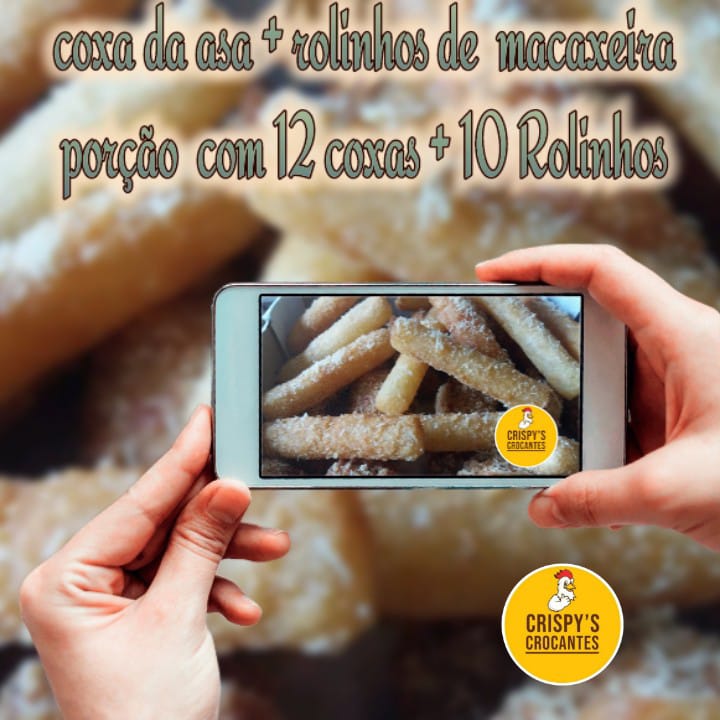 coxa da asa + rolinhos de macaxeira
porção com 12 coxas + 10 Rolinhos
CRISPY'S
CROCANTES
CRISPY'S
CROCANTES